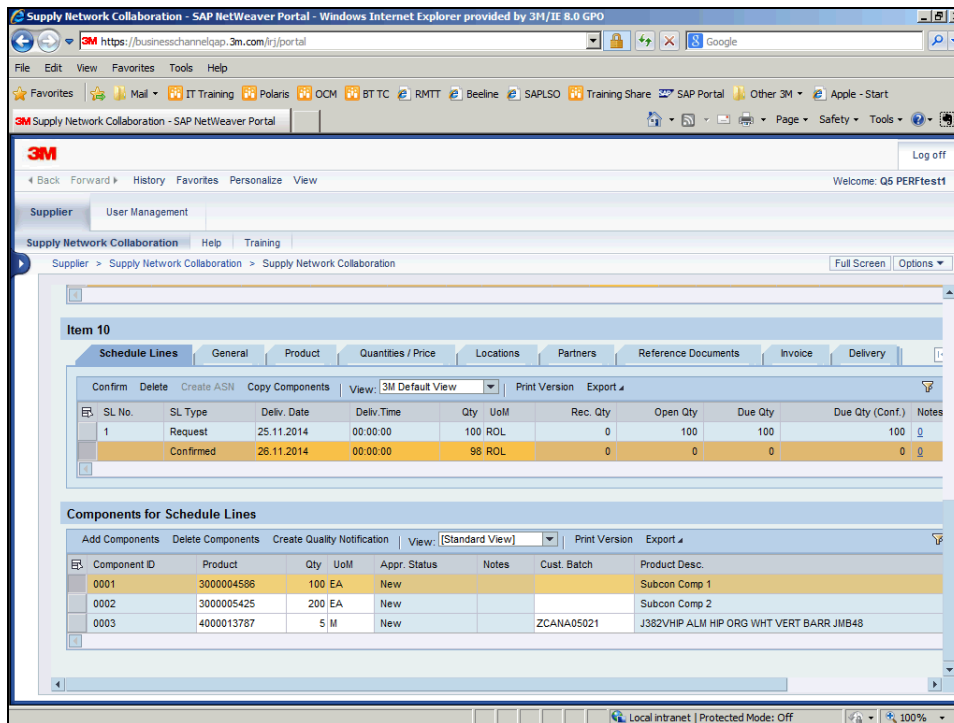 Supply Network Collaboration - SAP NetWeaver Portal - Windows Internet Explorer provided by 3M/IE 8.0 GPO
3M https://businesschannelqap.3m.com/irj/portal
Google
File Edit View Favorites Tools Help
Favorites Mail IT Training Polaris OCM BT TC RMTT Beeline SAPLSO Training Share SAP Portal Other 3M Apple - Start
3M Supply Network Collaboration - SAP NetWeaver Portal Page Safety Tools
3M Log off
Back Forward History Favorites Personalize View Welcome: Q5 PERFtest1
Supplier User Management
Supply Network Collaboration Help Training
Supplier > Supply Network Collaboration > Supply Network Collaboration Full Screen Options
Item 10
Schedule Lines General Product Quantities / Price Locations Partners Reference Documents Invoice Delivery
Confirm Delete Create ASN Copy Components View: 3M Default View Print Version Export
SL No. SL Type Deliv. Date Deliv.Time Qty UoM Rec. Qty Open Qty Due Qty Due Qty (Conf.) Notes
1 Request 25.11.2014 00:00:00 100 ROL 0 100 100 100 0
Confirmed 26.11.2014 00:00:00 98 ROL 0 0 0 0 0
Components for Schedule Lines
Add Components Delete Components Create Quality Notification View: [Standard View] Print Version Export
Component ID Product Qty UoM Appr. Status Notes Cust. Batch Product Desc.
0001 3000004586 100 EA New Subcon Comp 1
0002 3000005425 200 EA New Subcon Comp 2
0003 4000013787 5 M New ZCANA05021 J382VHIP ALM HIP ORG WHT VERT BARR JMB48
Local intranet | Protected Mode: Off 100%